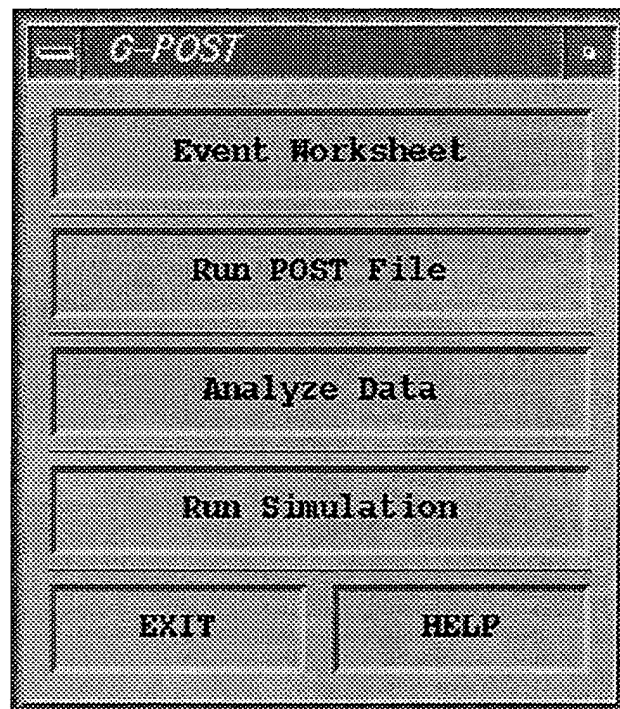 G-POST
Event Worksheet
Run POST File
Analyze Data
Run Simulation
EXIT HELP